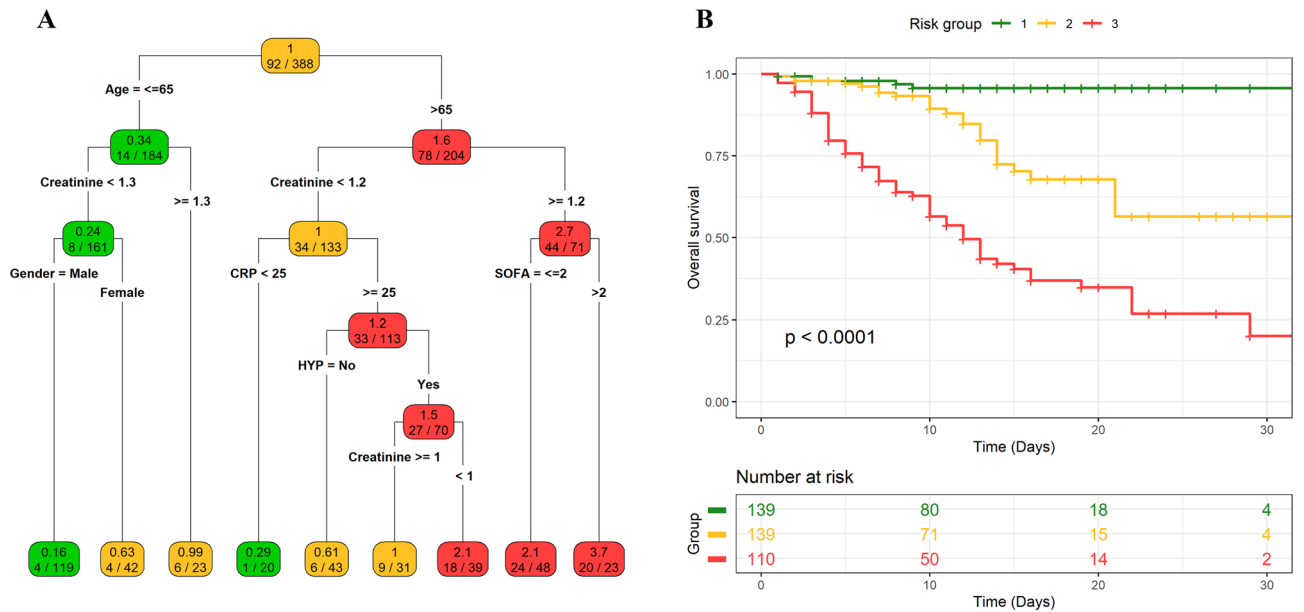 A
1
92 / 388
Age = <=65
>65
0.34
14 / 184
1.6
78 / 204
Creatinine < 1.3
>= 1.3
Creatinine < 1.2
>= 1.2
0.24
8 / 161
1
34 / 133
2.7
44 / 71
Gender = Male
Female
CRP < 25
>= 25
SOFA = <=2
>2
1.2
33 / 113
HYP = No
Yes
1.5
27 / 70
Creatinine >= 1
< 1
0.16
4 / 119
0.63
4 / 42
0.99
6 / 23
0.29
1 / 20
0.61
6 / 43
1
9 / 31
2.1
18 / 39
2.1
24 / 48
3.7
20 / 23
B
Risk group 1 2 3
Overall survival
1.00
0.75
0.50
0.25
0.00
p < 0.0001
0 10 20 30
Time (Days)
Number at risk
Group
139 80 18 4
139 71 15 4
110 50 14 2
0 10 20 30
Time (Days)